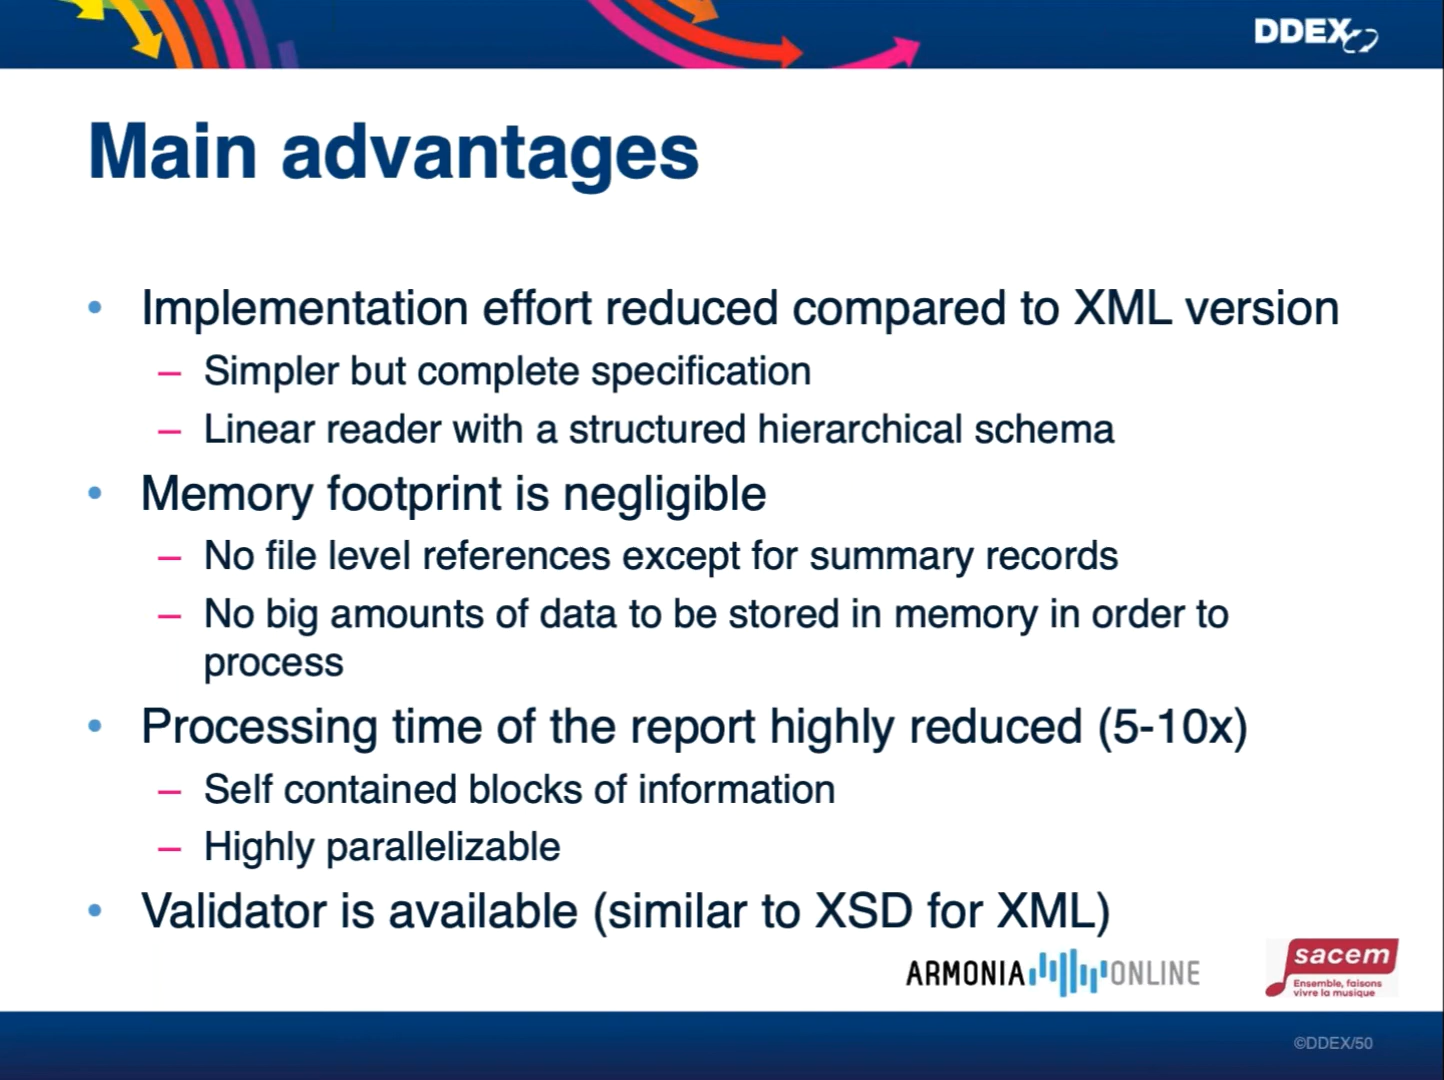 DDEX
Main advantages
• Implementation effort reduced compared to XML version
– Simpler but complete specification
– Linear reader with a structured hierarchical schema
• Memory footprint is negligible
– No file level references except for summary records
– No big amounts of data to be stored in memory in order to
process
• Processing time of the report highly reduced (5-10x)
– Self contained blocks of information
– Highly parallelizable
• Validator is available (similar to XSD for XML)
ARMONIA ONLINE
sacem
Ensemble, faisons
vivre la musique
©DDEX/50